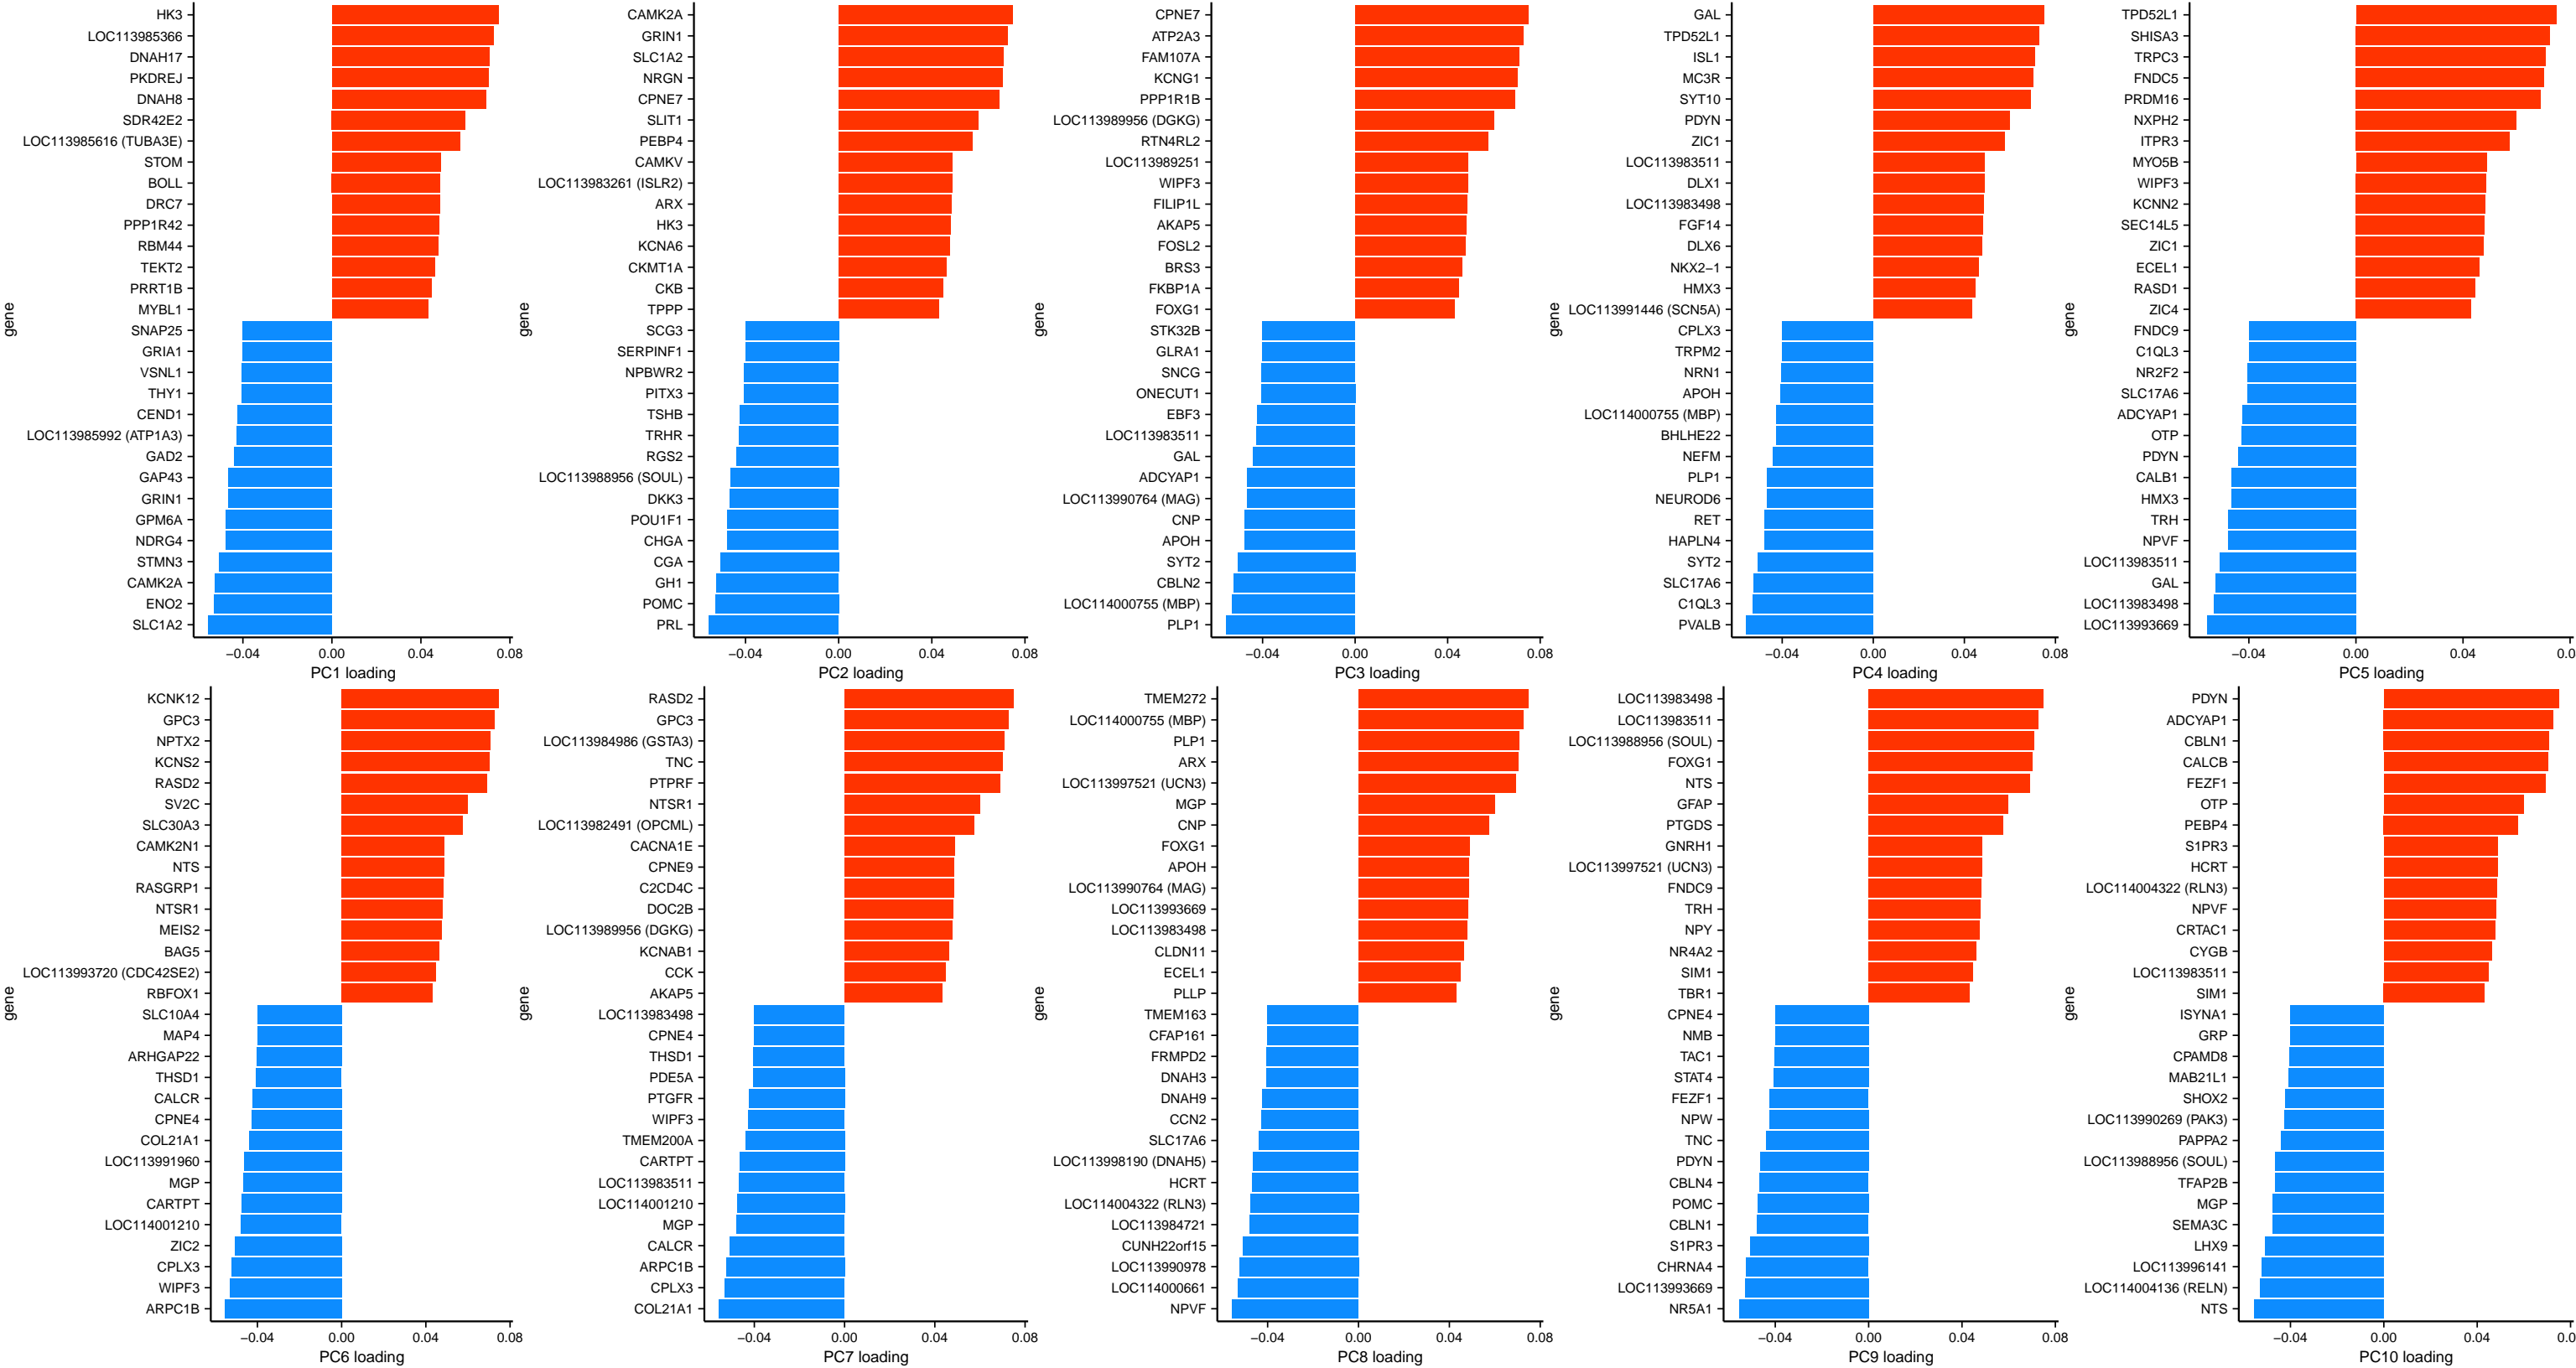 gene
HK3
LOC113985366
DNAH17
PKDREJ
DNAH8
SDR42E2
LOC113985616 (TUBA3E)
STOM
BOLL
DRC7
PPP1R42
RBM44
TEKT2
PRRT1B
MYBL1
SNAP25
GRIA1
VSNL1
THY1
CEND1
LOC113985992 (ATP1A3)
GAD2
GAP43
GRIN1
GPM6A
NDRG4
STMN3
CAMK2A
ENO2
SLC1A2
−0.04 0.00 0.04 0.08
PC1 loading
gene
CAMK2A
GRIN1
SLC1A2
NRGN
CPNE7
SLIT1
PEBP4
CAMKV
LOC113983261 (ISLR2)
ARX
HK3
KCNA6
CKMT1A
CKB
TPPP
SCG3
SERPINF1
NPBWR2
PITX3
TSHB
TRHR
RGS2
LOC113988956 (SOUL)
DKK3
POU1F1
CHGA
CGA
GH1
POMC
PRL
−0.04 0.00 0.04 0.08
PC2 loading
gene
CPNE7
ATP2A3
FAM107A
KCNG1
PPP1R1B
LOC113989956 (DGKG)
RTN4RL2
LOC113989251
WIPF3
FILIP1L
AKAP5
FOSL2
BRS3
FKBP1A
FOXG1
STK32B
GLRA1
SNCG
ONECUT1
EBF3
LOC113983511
GAL
ADCYAP1
LOC113990764 (MAG)
CNP
APOH
SYT2
CBLN2
LOC114000755 (MBP)
PLP1
−0.04 0.00 0.04 0.08
PC3 loading
gene
GAL
TPD52L1
ISL1
MC3R
SYT10
PDYN
ZIC1
LOC113983511
DLX1
LOC113983498
FGF14
DLX6
NKX2−1
HMX3
LOC113991446 (SCN5A)
CPLX3
TRPM2
NRN1
APOH
LOC114000755 (MBP)
BHLHE22
NEFM
PLP1
NEUROD6
RET
HAPLN4
SYT2
SLC17A6
C1QL3
PVALB
−0.04 0.00 0.04 0.08
PC4 loading
gene
TPD52L1
SHISA3
TRPC3
FNDC5
PRDM16
NXPH2
ITPR3
MYO5B
WIPF3
KCNN2
SEC14L5
ZIC1
ECEL1
RASD1
ZIC4
FNDC9
C1QL3
NR2F2
SLC17A6
ADCYAP1
OTP
PDYN
CALB1
HMX3
TRH
NPVF
LOC113983511
GAL
LOC113983498
LOC113993669
−0.04 0.00 0.04 0.0
PC5 loading
gene
KCNK12
GPC3
NPTX2
KCNS2
RASD2
SV2C
SLC30A3
CAMK2N1
NTS
RASGRP1
NTSR1
MEIS2
BAG5
LOC113993720 (CDC42SE2)
RBFOX1
SLC10A4
MAP4
ARHGAP22
THSD1
CALCR
CPNE4
COL21A1
LOC113991960
MGP
CARTPT
LOC114001210
ZIC2
CPLX3
WIPF3
ARPC1B
−0.04 0.00 0.04 0.08
PC6 loading
gene
RASD2
GPC3
LOC113984986 (GSTA3)
TNC
PTPRF
NTSR1
LOC113982491 (OPCML)
CACNA1E
CPNE9
C2CD4C
DOC2B
LOC113989956 (DGKG)
KCNAB1
CCK
AKAP5
LOC113983498
CPNE4
THSD1
PDE5A
PTGFR
WIPF3
TMEM200A
CARTPT
LOC113983511
LOC114001210
MGP
CALCR
ARPC1B
CPLX3
COL21A1
−0.04 0.00 0.04 0.08
PC7 loading
gene
TMEM272
LOC114000755 (MBP)
PLP1
ARX
LOC113997521 (UCN3)
MGP
CNP
FOXG1
APOH
LOC113990764 (MAG)
LOC113993669
LOC113983498
CLDN11
ECEL1
PLLP
TMEM163
CFAP161
FRMPD2
DNAH3
DNAH9
CCN2
SLC17A6
LOC113998190 (DNAH5)
HCRT
LOC114004322 (RLN3)
LOC113984721
CUNH22orf15
LOC113990978
LOC114000661
NPVF
−0.04 0.00 0.04 0.08
PC8 loading
gene
LOC113983498
LOC113983511
LOC113988956 (SOUL)
FOXG1
NTS
GFAP
PTGDS
GNRH1
LOC113997521 (UCN3)
FNDC9
TRH
NPY
NR4A2
SIM1
TBR1
CPNE4
NMB
TAC1
STAT4
FEZF1
NPW
TNC
PDYN
CBLN4
POMC
CBLN1
S1PR3
CHRNA4
LOC113993669
NR5A1
−0.04 0.00 0.04 0.08
PC9 loading
gene
PDYN
ADCYAP1
CBLN1
CALCB
FEZF1
OTP
PEBP4
S1PR3
HCRT
LOC114004322 (RLN3)
NPVF
CRTAC1
CYGB
LOC113983511
SIM1
ISYNA1
GRP
CPAMD8
MAB21L1
SHOX2
LOC113990269 (PAK3)
PAPPA2
LOC113988956 (SOUL)
TFAP2B
MGP
SEMA3C
LHX9
LOC113996141
LOC114004136 (RELN)
NTS
−0.04 0.00 0.04 0.0
PC10 loading